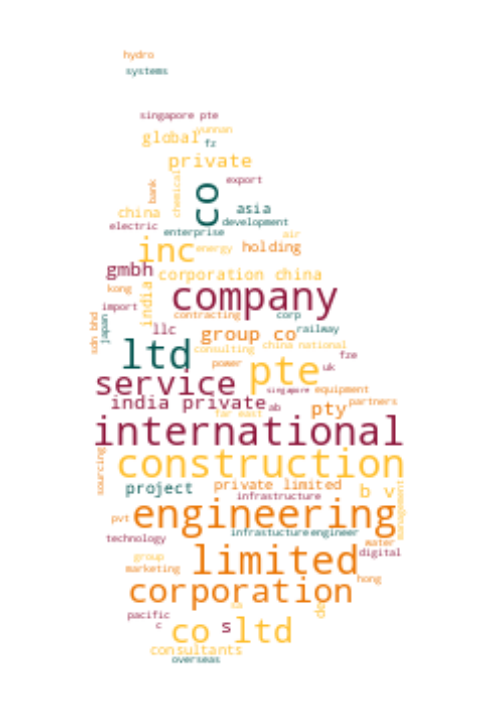 hydro
systems
singapore pte
yunnan
global
fz
private
export
bank
chemical
co
asia
china
development
electric
enterprise
air
inc
energy
holding
gmbh
corporation china
kong
india
company
import
contracting
corp
sdn bhd
japan
llc
group co
railway
ltd
consulting
china national
fze
power
pte
uk
service
singapore
equipment
india private
ab
pty
partners
far east
international
construction
sourcing
project
private limited
b v
management
infrastructure
pvt
engineering
technology
infrastucture
engineer
water
group
limited
digital
marketing
hong
corporation
de
pacific
c
s
co ltd
consultants
overseas